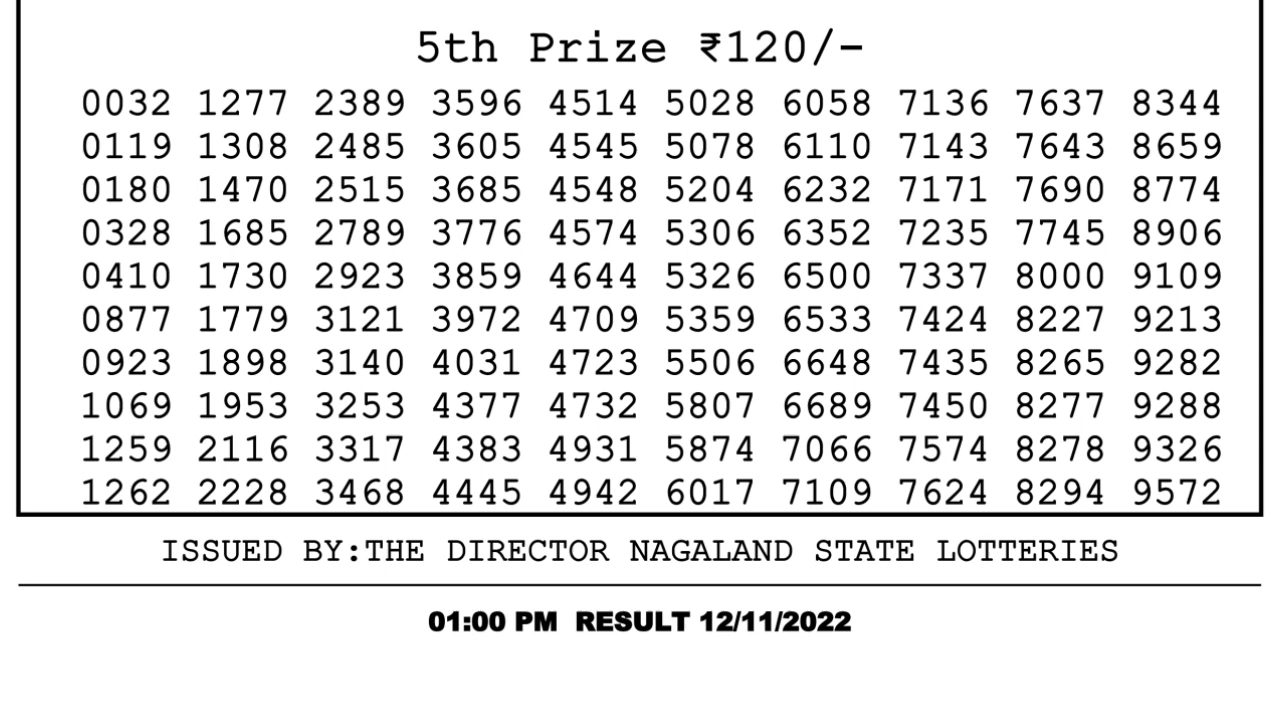 5th Prize ₹120/-
0032 1277 2389 3596 4514 5028 6058 7136 7637 8344
0119 1308 2485 3605 4545 5078 6110 7143 7643 8659
0180 1470 2515 3685 4548 5204 6232 7171 7690 8774
0328 1685 2789 3776 4574 5306 6352 7235 7745 8906
0410 1730 2923 3859 4644 5326 6500 7337 8000 9109
0877 1779 3121 3972 4709 5359 6533 7424 8227 9213
0923 1898 3140 4031 4723 5506 6648 7435 8265 9282
1069 1953 3253 4377 4732 5807 6689 7450 8277 9288
1259 2116 3317 4383 4931 5874 7066 7574 8278 9326
1262 2228 3468 4445 4942 6017 7109 7624 8294 9572
ISSUED BY:THE DIRECTOR NAGALAND STATE LOTTERIES
01:00 PM RESULT 12/11/2022